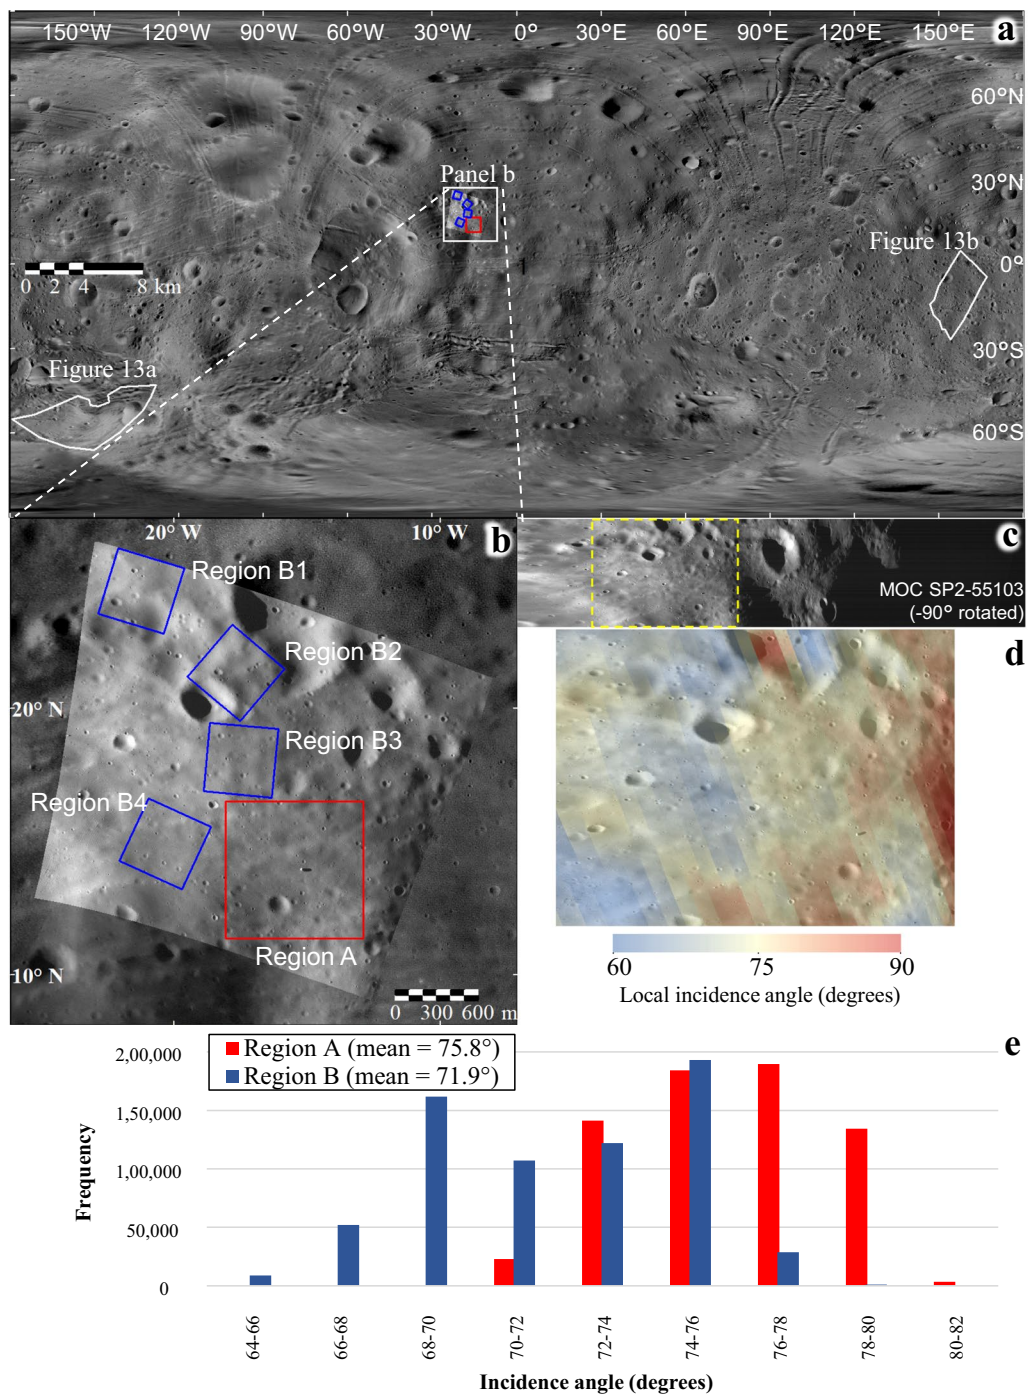 a
150°W 120°W 90°W 60°W 30°W 0° 30°E 60°E 90°E 120°E 150°E
60°N
Panel b
30°N
Figure 13b
0°
0 2 4 8 km
30°S
Figure 13a
60°S
20° W 10° W b
Region B1
Region B2
20° N
Region B3
Region B4
Region A
10° N
0 300 600 m
c
MOC SP2-55103
(-90° rotated)
d
60 75 90
Local incidence angle (degrees)
e
Region A (mean = 75.8°)
Region B (mean = 71.9°)
Frequency
2,00,000
1,50,000
1,00,000
50,000
0
64-66 66-68 68-70 70-72 72-74 74-76 76-78 78-80 80-82
Incidence angle (degrees)